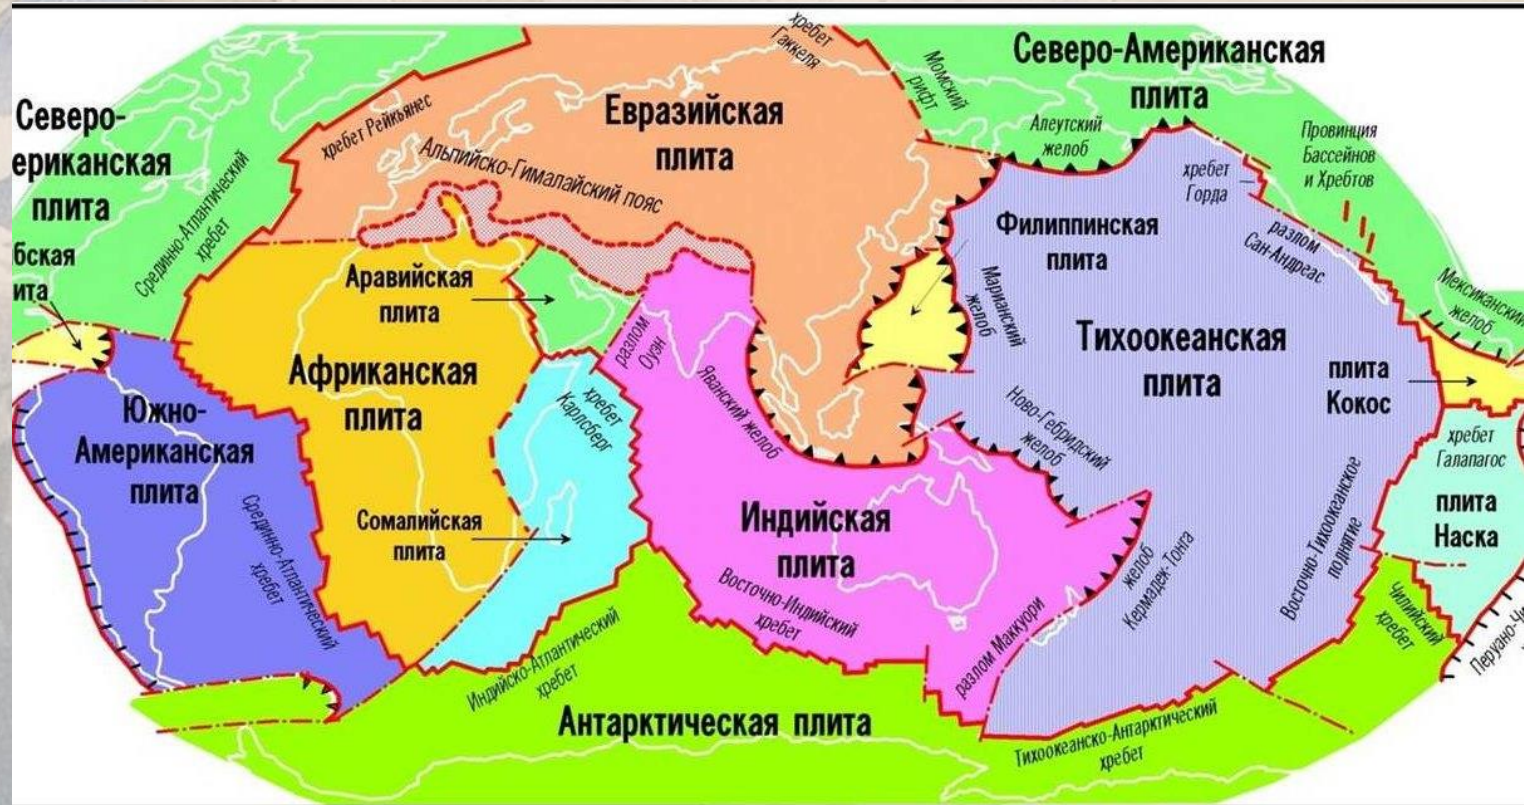 хребет
Гаккеля
Момский
рифт
Северо-Американская
плита
Северо-
ериканская
плита
хребет Рейкьянес
Евразийская
плита
Алеутский
желоб
Провинция
Бассейнов
и Хребтов
Альпийско-Гималайский пояс
хребет
Горда
Срединно-Атлантический
хребет
бская
ита
Филиппинская
плита
разлом
Сан-Андреас
Аравийская
плита
Марианский
желоб
Мексиканский
желоб
разлом
Оуэн
Тихоокеанская
плита
Африканская
плита
хребет
Карлсберг
Яванский желоб
плита
Кокос
Южно-
Американская
плита
Ново-Гебридский
желоб
хребет
Галапагос
Срединно-Атлантический
хребет
Сомалийская
плита
Индийская
плита
Восточно-Тихоокеанское
поднятие
плита
Наска
желоб
Кермадек-Тонга
Восточно-Индийский
хребет
разлом Маккуори
Чилийский
хребет
Перуано-Чи
Индийско-Атлантический
хребет
Антарктическая плита
Тихоокеанско-Антарктический
хребет